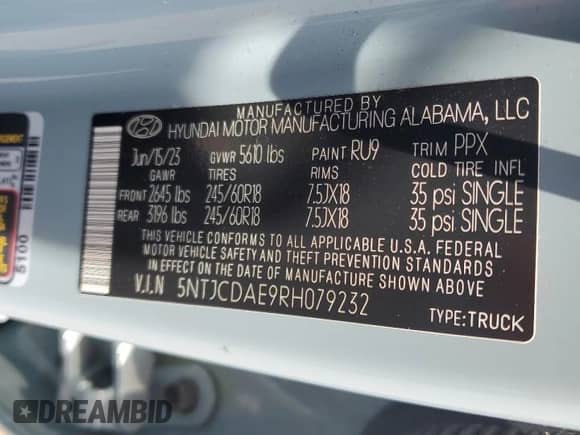 MANUFACTURED BY
HYUNDAI MOTOR MANUFACTURING ALABAMA, LLC
Jun/15/23 GVWR 5610 lbs PAINT RU9 TRIM PPX
GAWR TIRES RIMS COLD TIRE INFL
FRONT 2645 lbs 245/60R18 7.5JX18 35 psi SINGLE
REAR 3196 lbs 245/60R18 7.5JX18 35 psi SINGLE
THIS VEHICLE CONFORMS TO ALL APPLICABLE U.S.A. FEDERAL
MOTOR VEHICLE SAFETY AND THEFT PREVENTION STANDARDS
IN EFFECT ON THE DATE OF MANUFACTURE SHOWN ABOVE.
V.I.N 5NTJCDAE9RH079232
TYPE:TRUCK
5100
DREAMBID